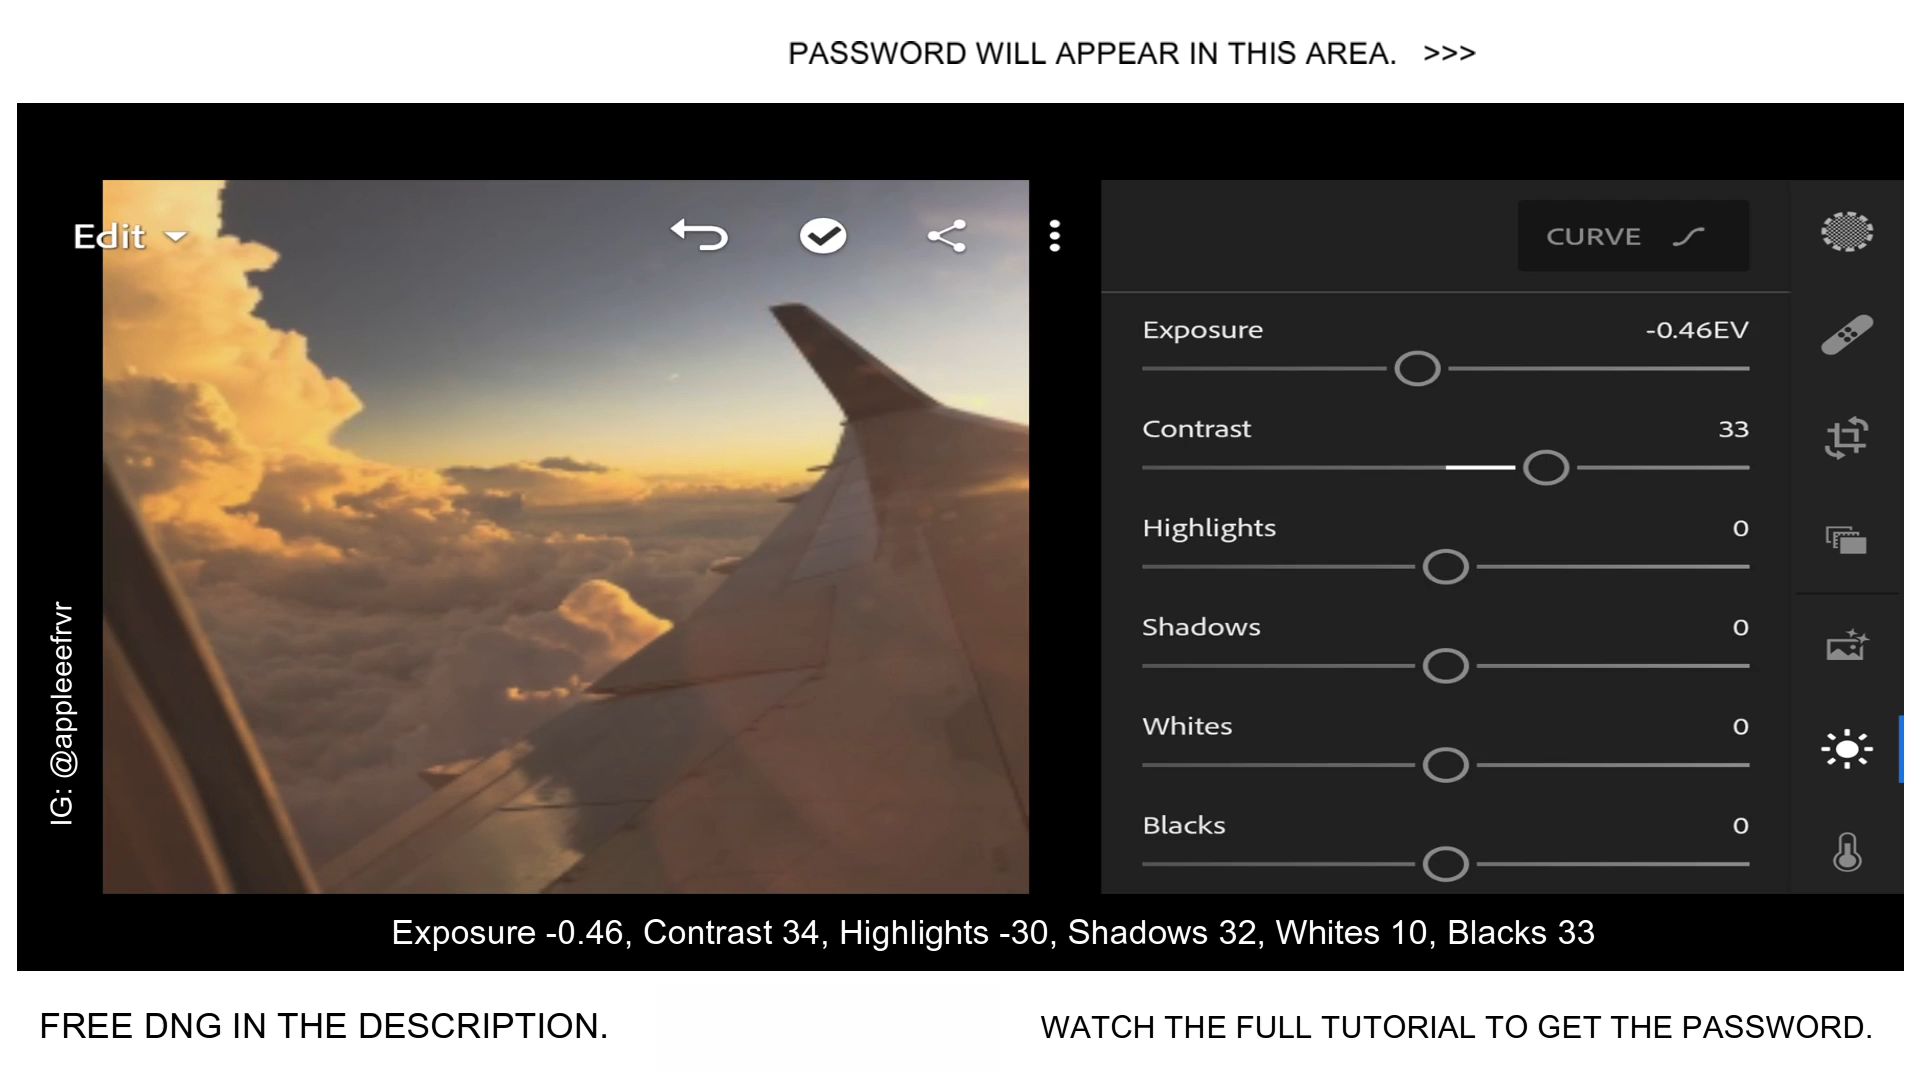 PASSWORD WILL APPEAR IN THIS AREA. >>>
Edit
CURVE
Exposure -0.46EV
Contrast 33
Highlights 0
Shadows 0
Whites 0
Blacks 0
IG: @appleeefrvr
Exposure -0.46, Contrast 34, Highlights -30, Shadows 32, Whites 10, Blacks 33
FREE DNG IN THE DESCRIPTION.
WATCH THE FULL TUTORIAL TO GET THE PASSWORD.